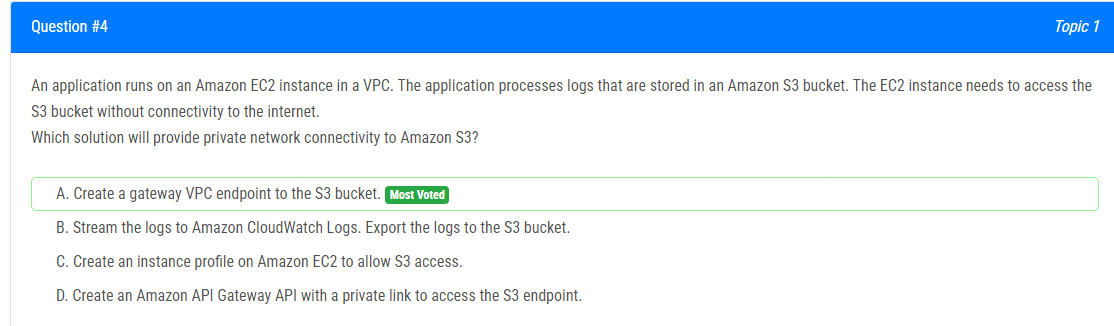 Question #4
Topic 1
An application runs on an Amazon EC2 instance in a VPC. The application processes logs that are stored in an Amazon S3 bucket. The EC2 instance needs to access the
S3 bucket without connectivity to the internet.
Which solution will provide private network connectivity to Amazon S3?
A. Create a gateway VPC endpoint to the S3 bucket. Most Voted
B. Stream the logs to Amazon CloudWatch Logs. Export the logs to the S3 bucket.
C. Create an instance profile on Amazon EC2 to allow S3 access.
D. Create an Amazon API Gateway API with a private link to access the S3 endpoint.